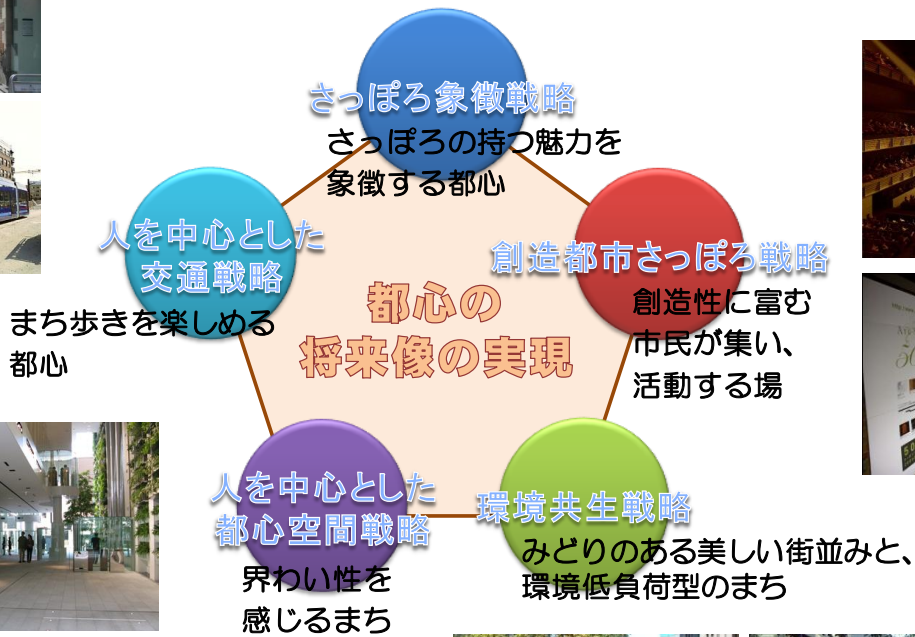 さっぽろ象徴戦略
さっぽろの持つ魅力を
象徴する都心
人を中心とした
交通戦略
まち歩きを楽しめる
都心
創造都市さっぽろ戦略
創造性に富む
市民が集い、
活動する場
都心の
将来像の実現
人を中心とした
都心空間戦略
界わい性を
感じるまち
環境共生戦略
みどりのある美しい街並みと、
環境低負荷型のまち